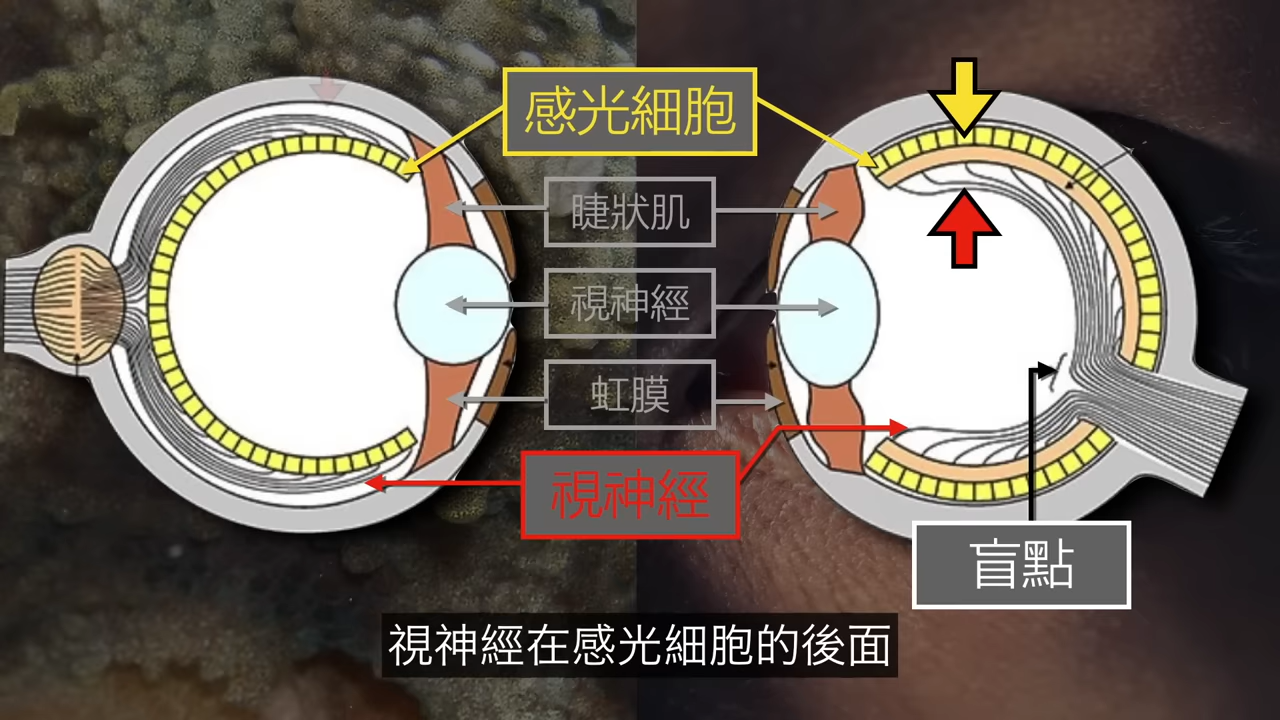 感光細胞
睫狀肌
視神經
虹膜
視神經
盲點
視神經在感光細胞的後面